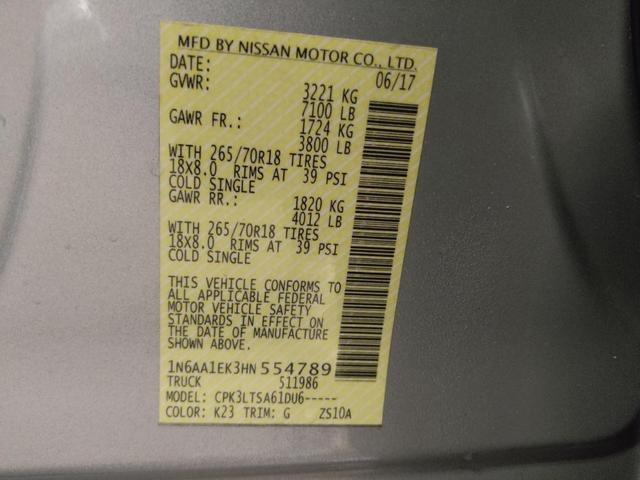 MFD BY NISSAN MOTOR CO., LTD.
DATE: 06/17
GVWR: 3221 KG
7100 LB
GAWR FR.: 1724 KG
3800 LB
WITH 265/70R18 TIRES
18X8.0 RIMS AT 39 PSI
COLD SINGLE
GAWR RR.: 1820 KG
4012 LB
WITH 265/70R18 TIRES
18X8.0 RIMS AT 39 PSI
COLD SINGLE
THIS VEHICLE CONFORMS TO
ALL APPLICABLE FEDERAL
MOTOR VEHICLE SAFETY
STANDARDS IN EFFECT ON
THE DATE OF MANUFACTURE
SHOWN ABOVE.
1N6AA1EK3HN554789
TRUCK 511986
MODEL: CPK3LTSA61DU6-----
COLOR: K23 TRIM: G ZS10A